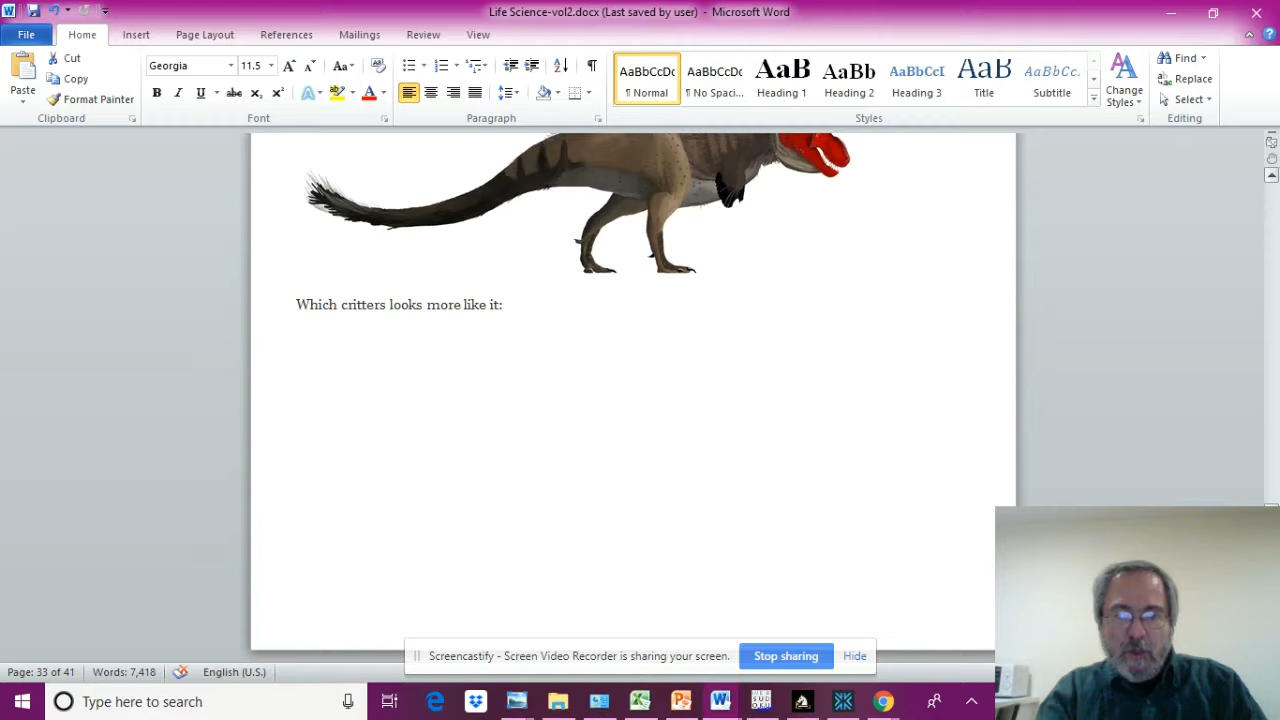 Life Science-vol2.docx (Last saved by user) - Microsoft Word
File Home Insert Page Layout References Mailings Review View
Paste Cut Copy Format Painter
Georgia 11.5
AaBbCcDc AaBbCcDc AaB AaBb AaBbCcI AaB AaBbCcI
¶ Normal ¶ No Spaci... Heading 1 Heading 2 Heading 3 Title Subtitle
Change Styles
Find Replace Select
Clipboard Font Paragraph Styles Editing
Which critters looks more like it:
Screencastify - Screen Video Recorder is sharing your screen. Stop sharing Hide
Page: 33 of 41 Words: 7,418 English (U.S.)
Type here to search